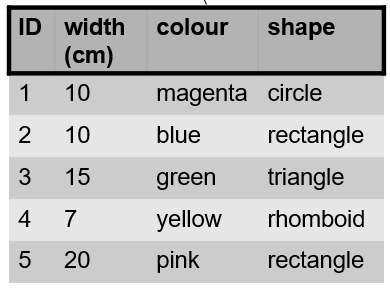 ID width (cm) colour shape
1 10 magenta circle
2 10 blue rectangle
3 15 green triangle
4 7 yellow rhomboid
5 20 pink rectangle